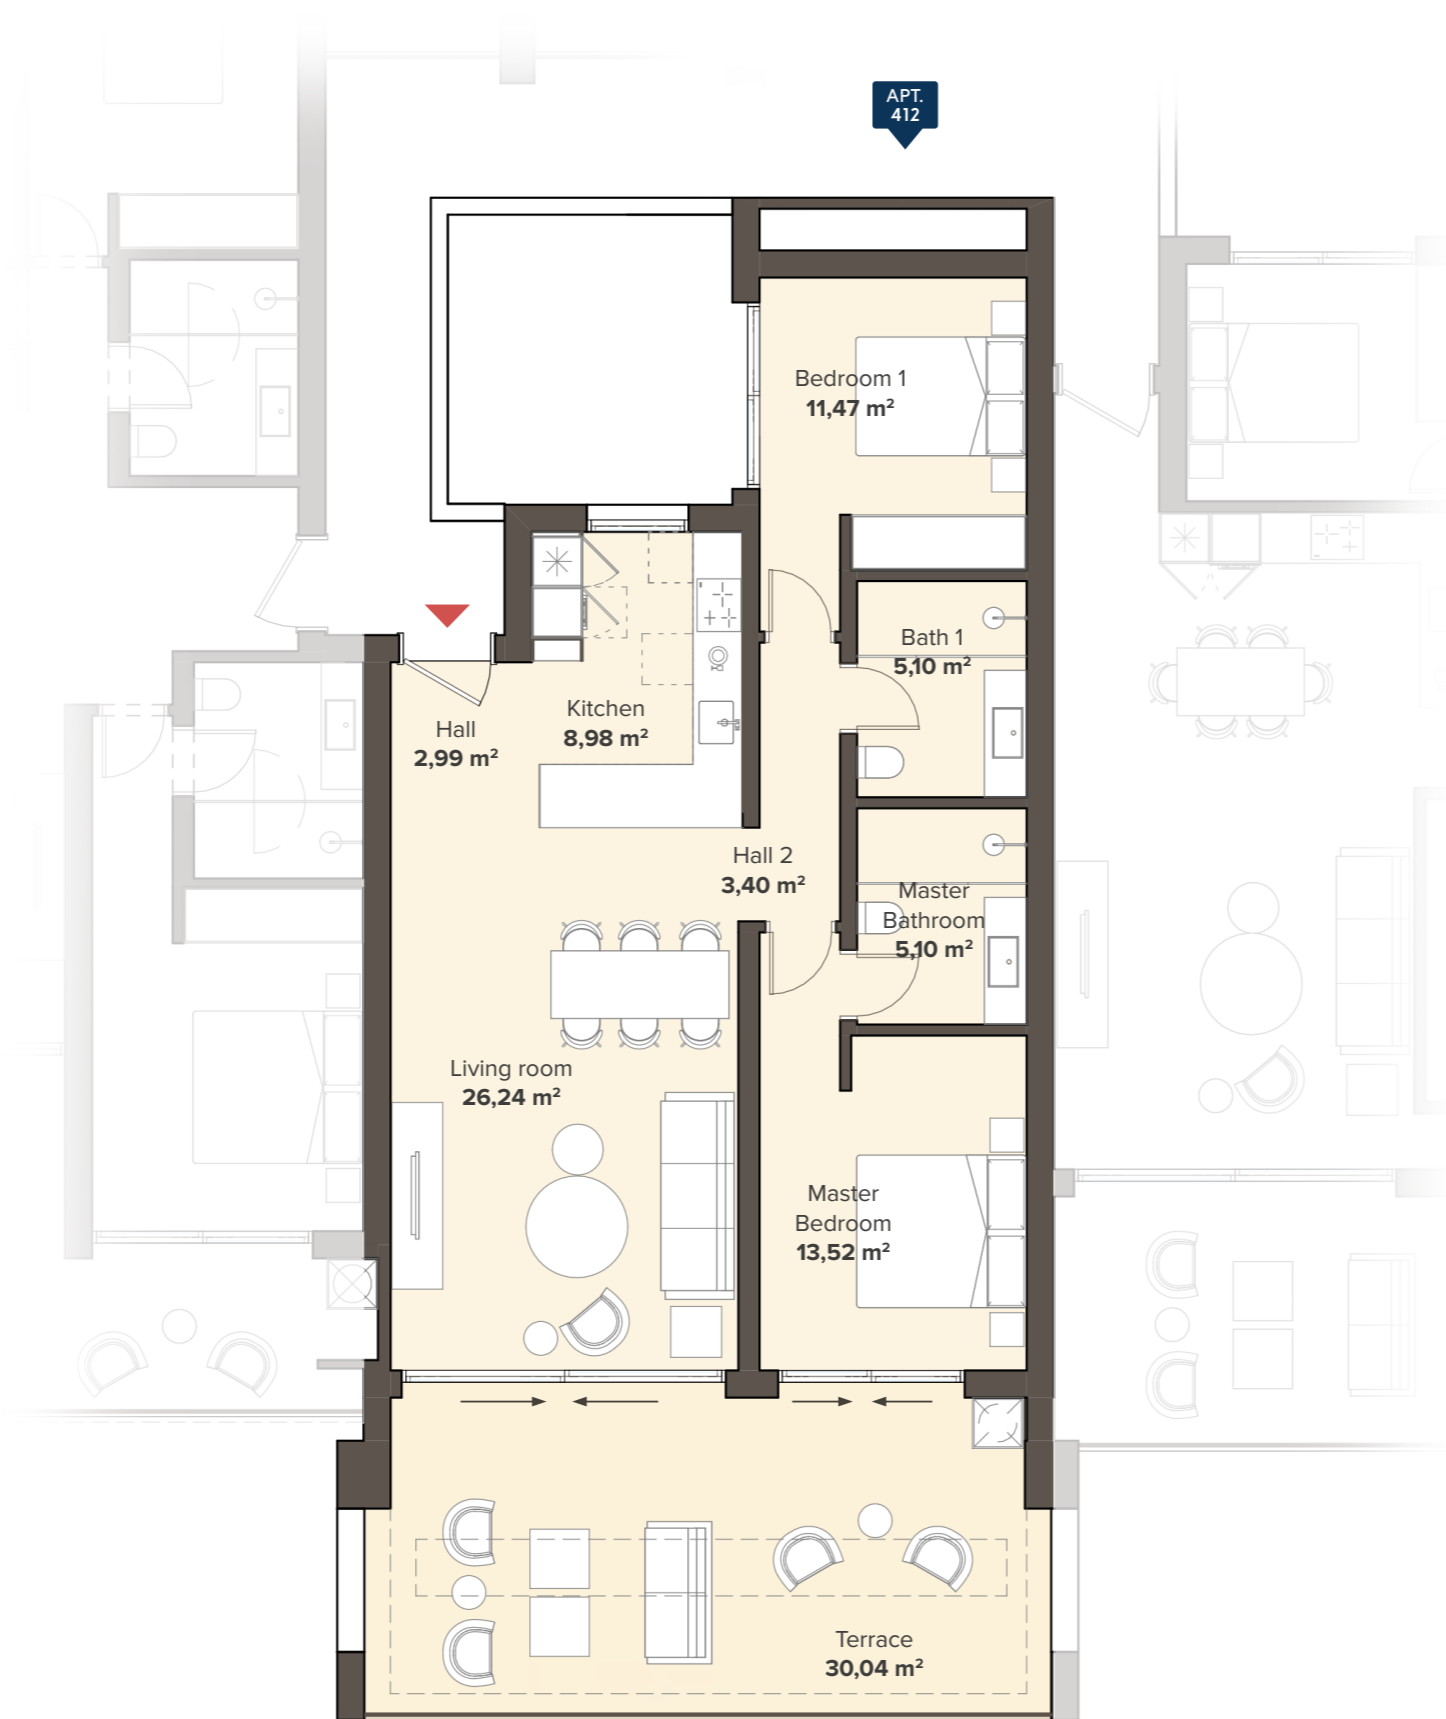 APT.
412
Bedroom 1
11,47 m²
Bath 1
5,10 m²
Kitchen
8,98 m²
Hall
2,99 m²
Hall 2
3,40 m²
Master
Bathroom
5,10 m²
Living room
26,24 m²
Master
Bedroom
13,52 m²
Terrace
30,04 m²